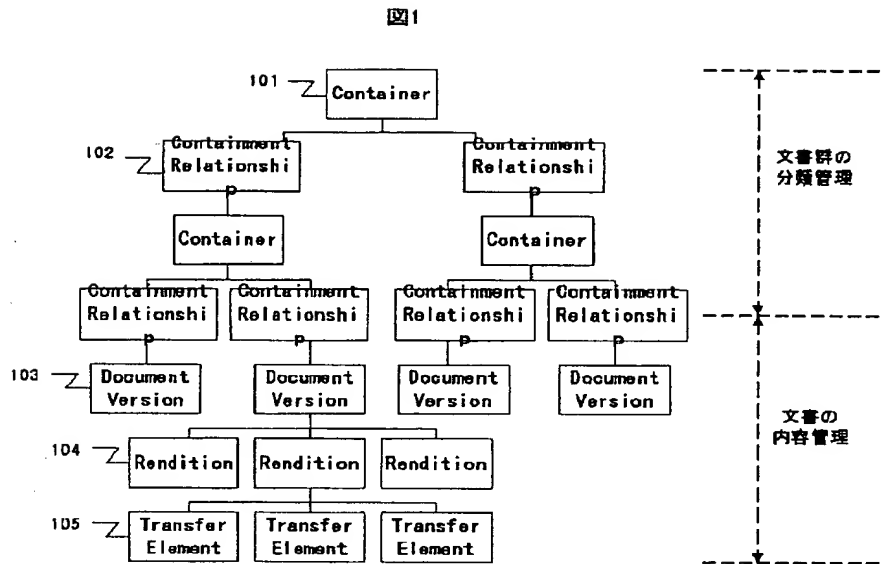 図1
101
Container
102
Containment
Relationshi
p
Containment
Relationshi
p
文書群の
分類管理
Container
Container
Containment
Relationshi
p
Containment
Relationshi
p
Containment
Relationshi
p
Containment
Relationshi
p
103
Document
Version
Document
Version
Document
Version
Document
Version
文書の
内容管理
104
Rendition
Rendition
Rendition
105
Transfer
Element
Transfer
Element
Transfer
Element